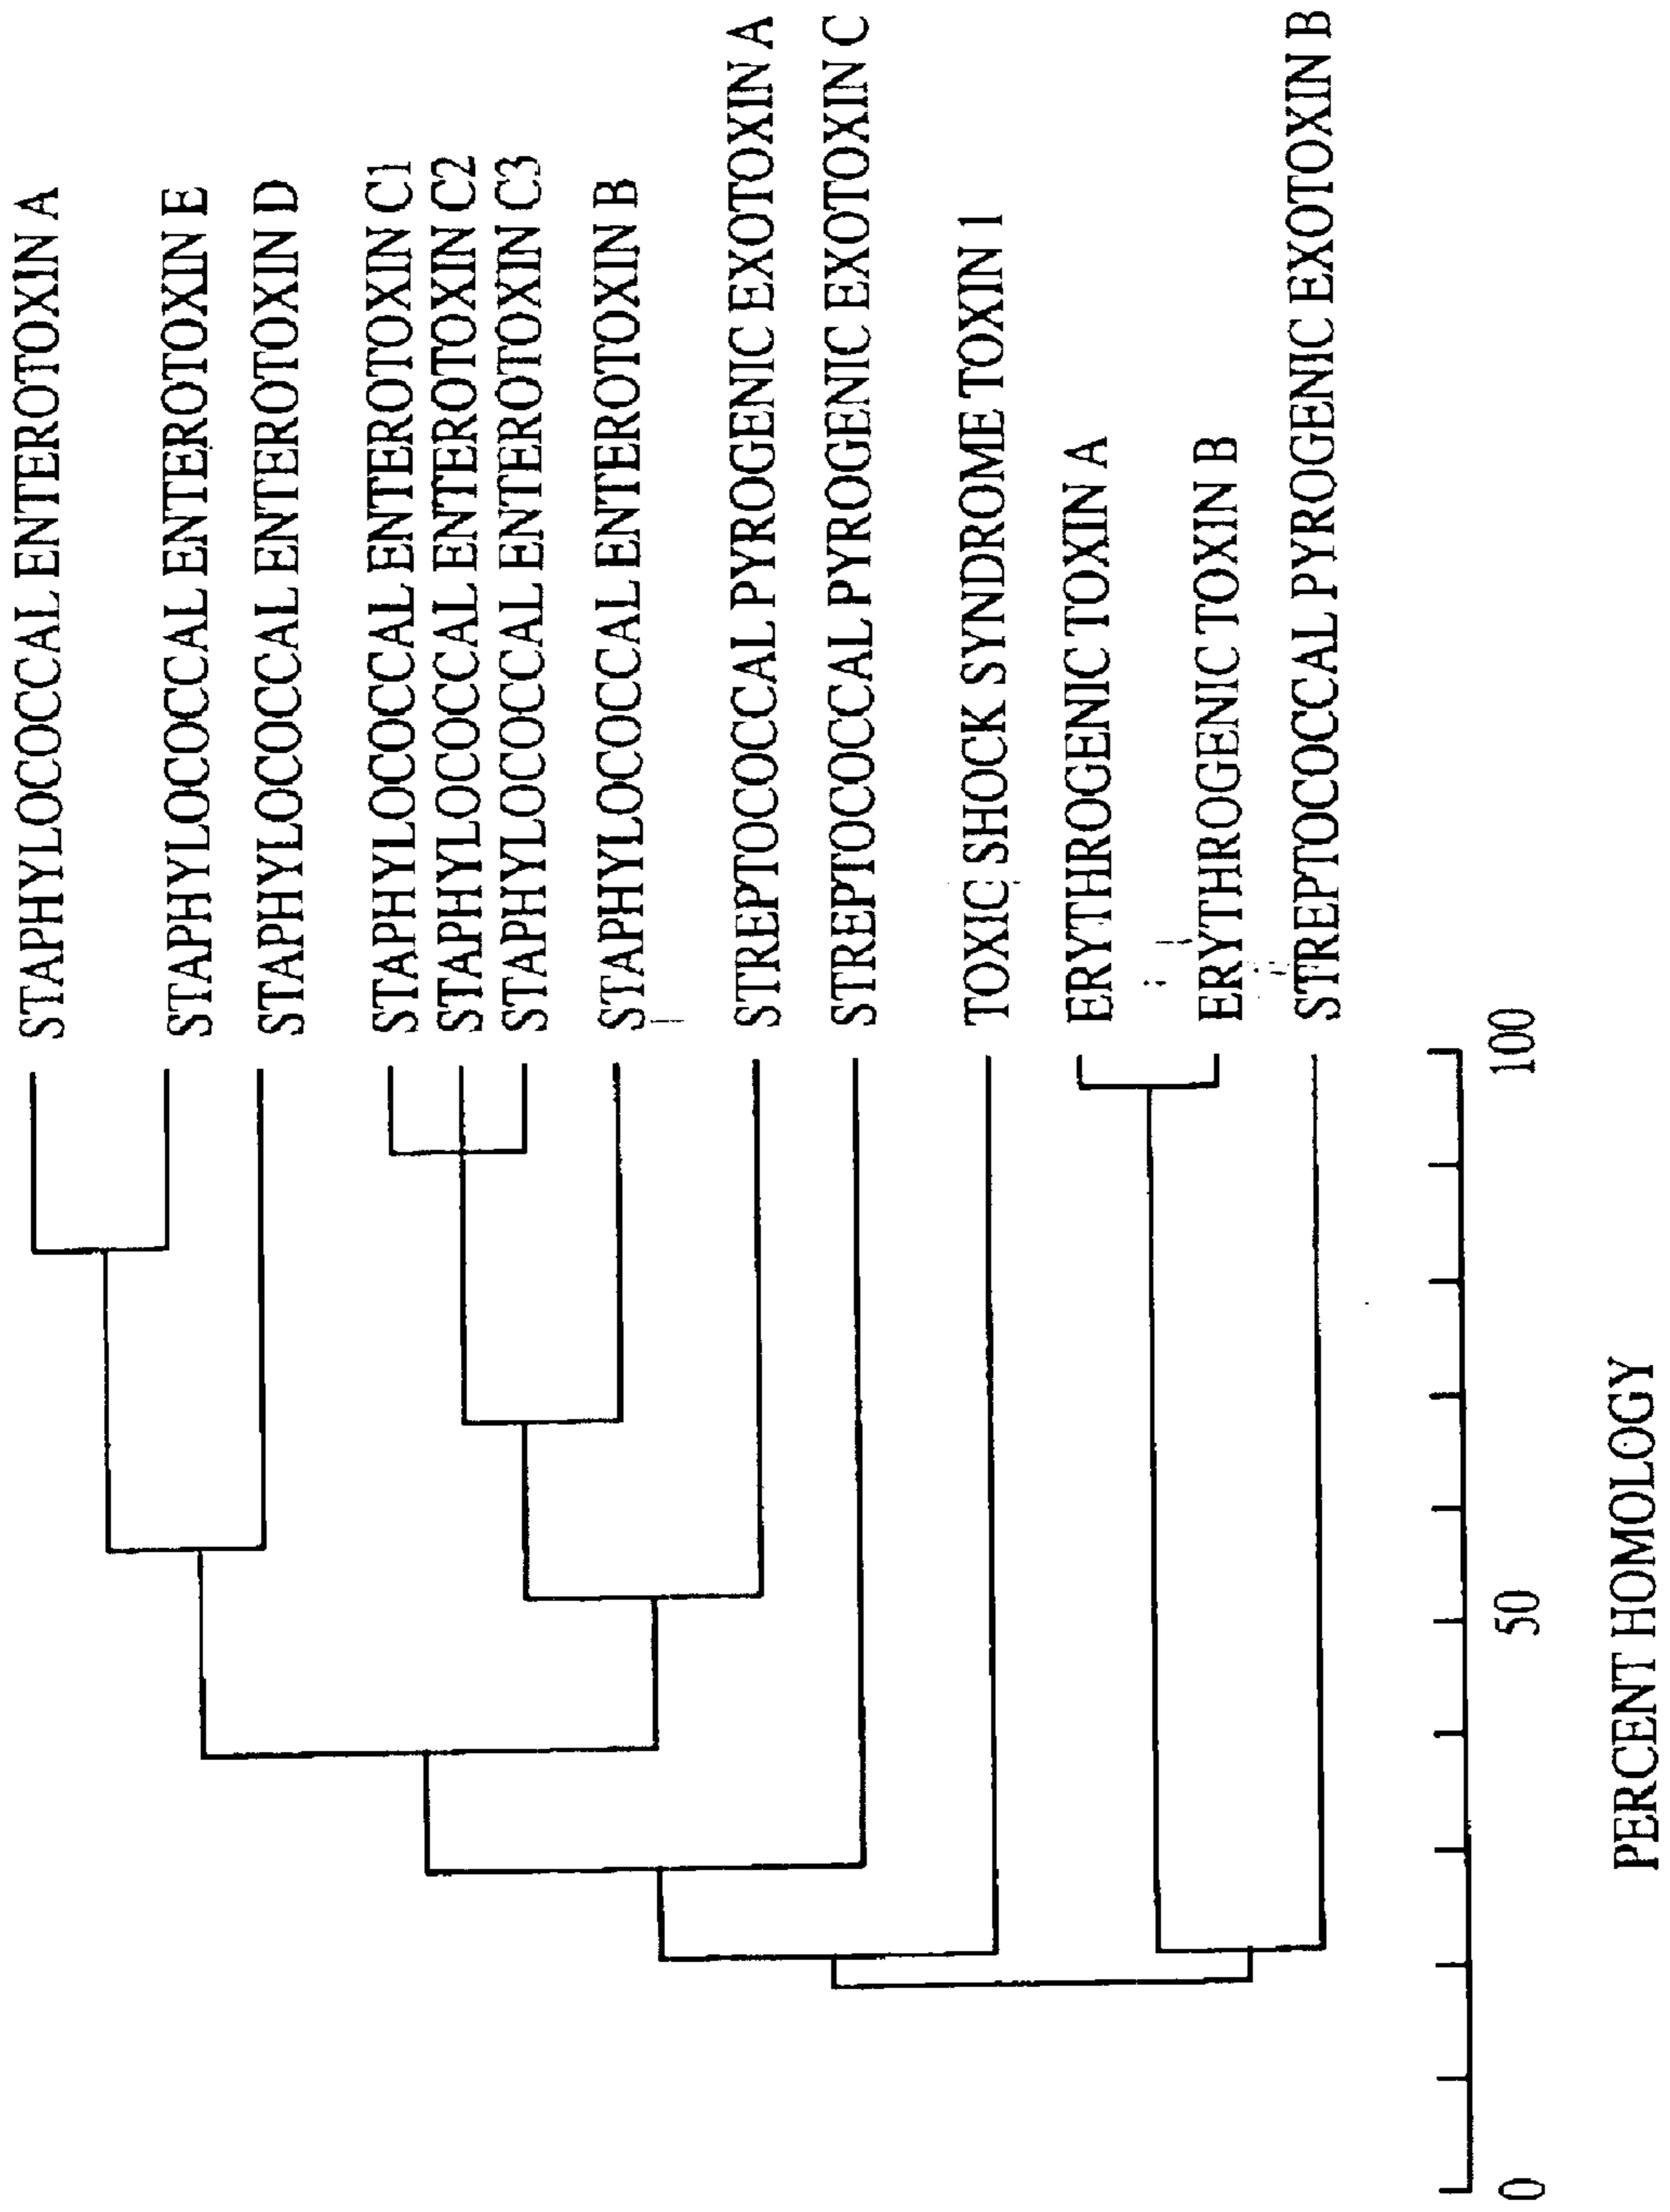 STAPHYLOCOCCAL ENTEROTOXIN A
STAPHYLOCOCCAL ENTEROTOXIN E
STAPHYLOCOCCAL ENTEROTOXIN D
STAPHYLOCOCCAL ENTEROTOXIN C1
STAPHYLOCOCCAL ENTEROTOXIN C2
STAPHYLOCOCCAL ENTEROTOXIN C3
STAPHYLOCOCCAL ENTEROTOXIN B
STREPTOCOCCAL PYROGENIC EXOTOXIN A
STREPTOCOCCAL PYROGENIC EXOTOXIN C
TOXIC SHOCK SYNDROME TOXIN 1
ERYTHROGENIC TOXIN A
ERYTHROGENIC TOXIN B
STREPTOCOCCAL PYROGENIC EXOTOXIN B
0 50 100
PERCENT HOMOLOGY